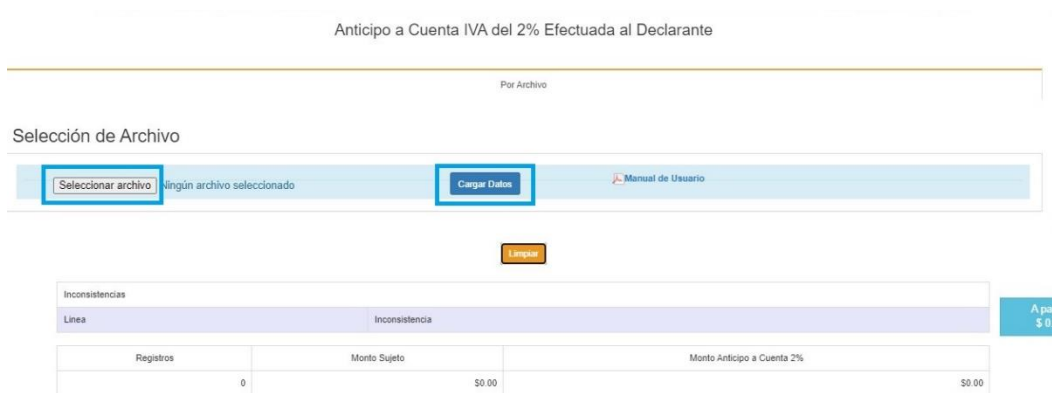 Anticipo a Cuenta IVA del 2% Efectuada al Declarante
Por Archivo
Selección de Archivo
Seleccionar archivo Ningún archivo seleccionado Cargar Datos Manual de Usuario
Limpiar
Inconsistencias
Linea Inconsistencia
A pa
$ 0.
Registros Monto Sujeto Monto Anticipo a Cuenta 2%
0 $0.00 $0.00